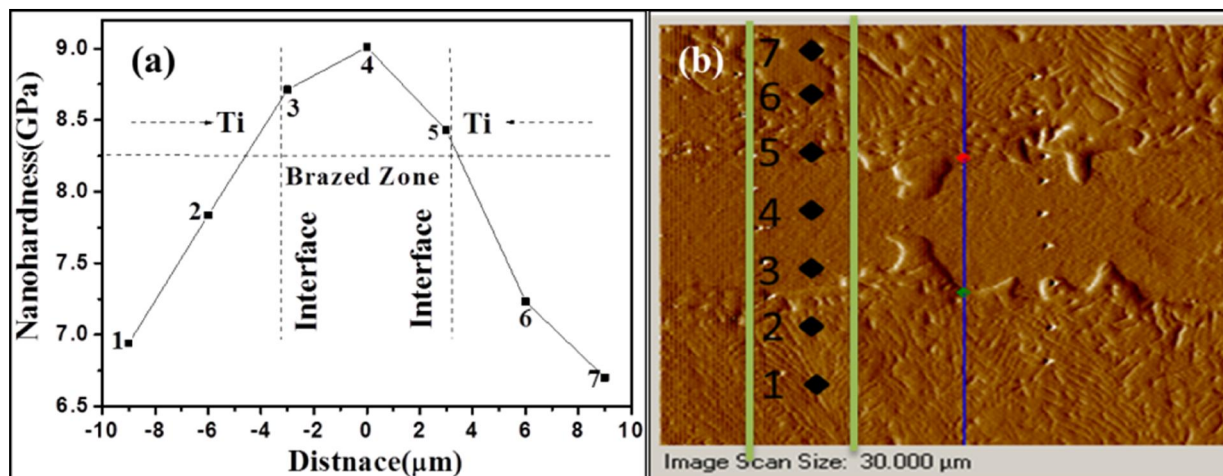 (a)
Nanohardness(GPa)
9.0
8.5
8.0
7.5
7.0
6.5
1
2
3
4
5
6
7
Ti
Ti
Brazed Zone
Interface
Interface
-10 -8 -6 -4 -2 0 2 4 6 8 10
Distnace(μm)
(b)
7
6
5
4
3
2
1
Image Scan Size: 30.000 μm